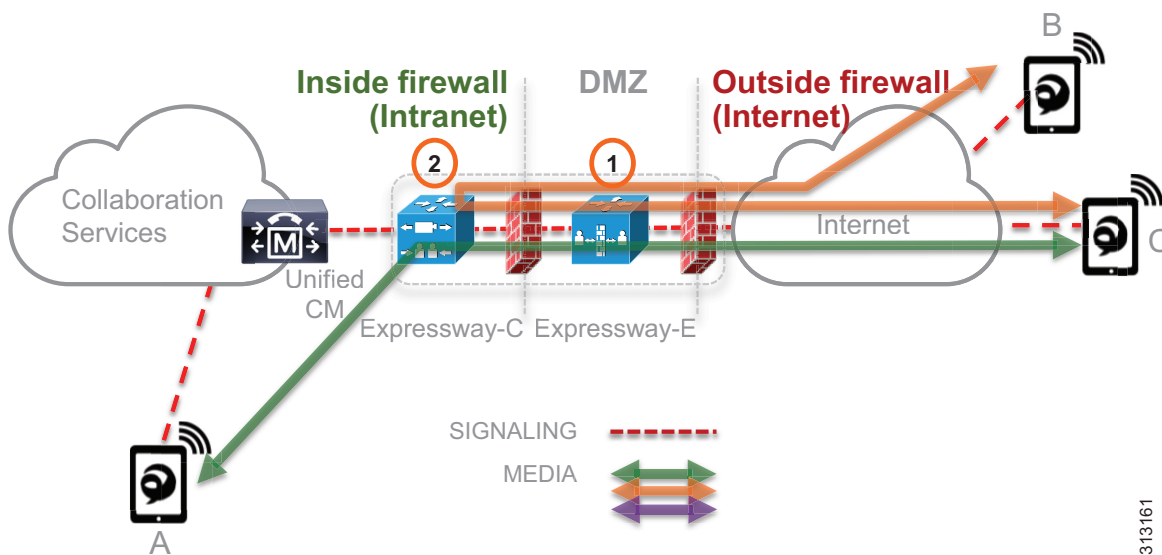 B
Inside firewall
(Intranet)
DMZ
Outside firewall
(Internet)
2
1
Collaboration
Services
M
Unified
CM
Internet
C
Expressway-C
Expressway-E
SIGNALING
MEDIA
A
313161